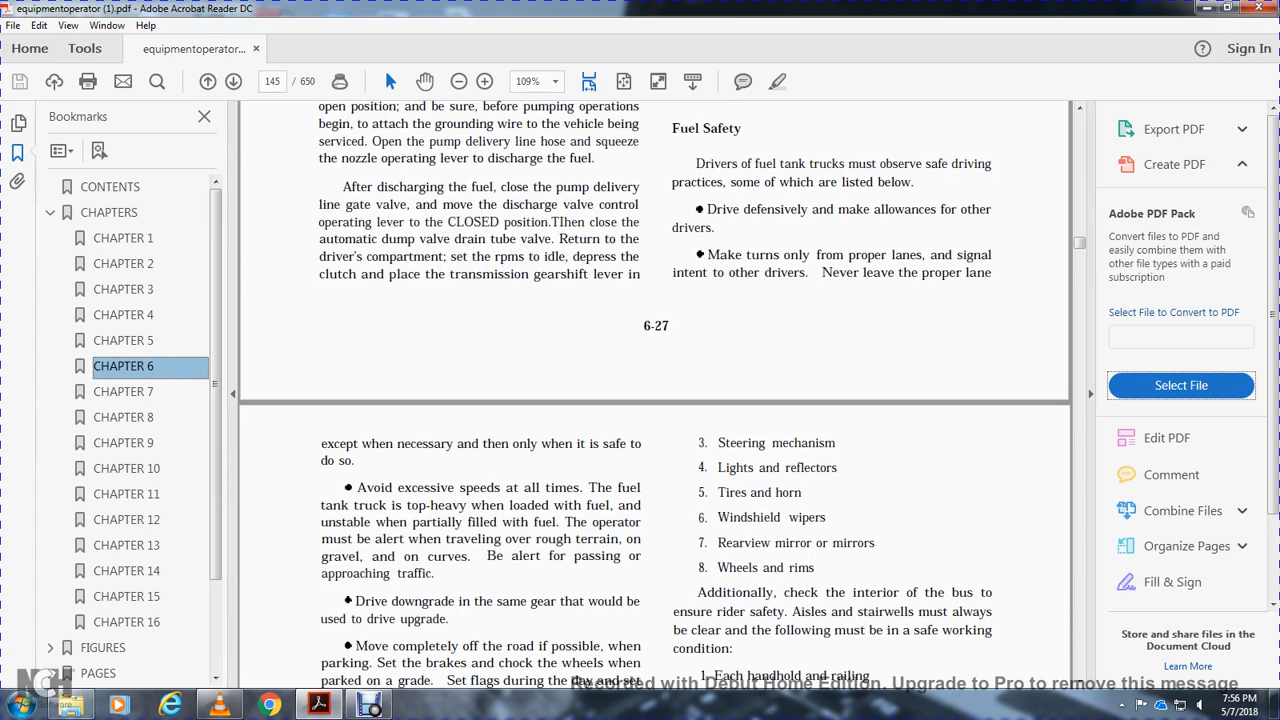 equipmentoperator (1).pdf - Adobe Acrobat Reader DC
File Edit View Window Help
Home Tools equipmentoperator... × Sign In
145 / 650 109%
Bookmarks
CONTENTS
CHAPTERS
CHAPTER 1
CHAPTER 2
CHAPTER 3
CHAPTER 4
CHAPTER 5
CHAPTER 6
CHAPTER 7
CHAPTER 8
CHAPTER 9
CHAPTER 10
CHAPTER 11
CHAPTER 12
CHAPTER 13
CHAPTER 14
CHAPTER 15
CHAPTER 16
FIGURES
PAGES
open position; and be sure, before pumping operations
begin, to attach the grounding wire to the vehicle being
serviced. Open the pump delivery line hose and squeeze
the nozzle operating lever to discharge the fuel.
After discharging the fuel, close the pump delivery
line gate valve, and move the discharge valve control
operating lever to the CLOSED position.TIhen close the
automatic dump valve drain tube valve. Return to the
driver's compartment; set the rpms to idle, depress the
clutch and place the transmission gearshift lever in
Fuel Safety
Drivers of fuel tank trucks must observe safe driving
practices, some of which are listed below.
● Drive defensively and make allowances for other
drivers.
● Make turns only from proper lanes, and signal
intent to other drivers. Never leave the proper lane
6-27
except when necessary and then only when it is safe to
do so.
● Avoid excessive speeds at all times. The fuel
tank truck is top-heavy when loaded with fuel, and
unstable when partially filled with fuel. The operator
must be alert when traveling over rough terrain, on
gravel, and on curves. Be alert for passing or
approaching traffic.
● Drive downgrade in the same gear that would be
used to drive upgrade.
● Move completely off the road if possible, when
parking. Set the brakes and chock the wheels when
parked on a grade. Set flags during the day and set
3. Steering mechanism
4. Lights and reflectors
5. Tires and horn
6. Windshield wipers
7. Rearview mirror or mirrors
8. Wheels and rims
Additionally, check the interior of the bus to
ensure rider safety. Aisles and stairwells must always
be clear and the following must be in a safe working
condition:
1. Each handhold and railing
Export PDF
Create PDF
Adobe PDF Pack
Convert files to PDF and
easily combine them with
other file types with a paid
subscription
Select File to Convert to PDF
Select File
Edit PDF
Comment
Combine Files
Organize Pages
Fill & Sign
Store and share files in the
Document Cloud
Learn More
NCH
Software
Recorded with Debut Home Edition. Upgrade to Pro to remove this message
7:56 PM
5/7/2018